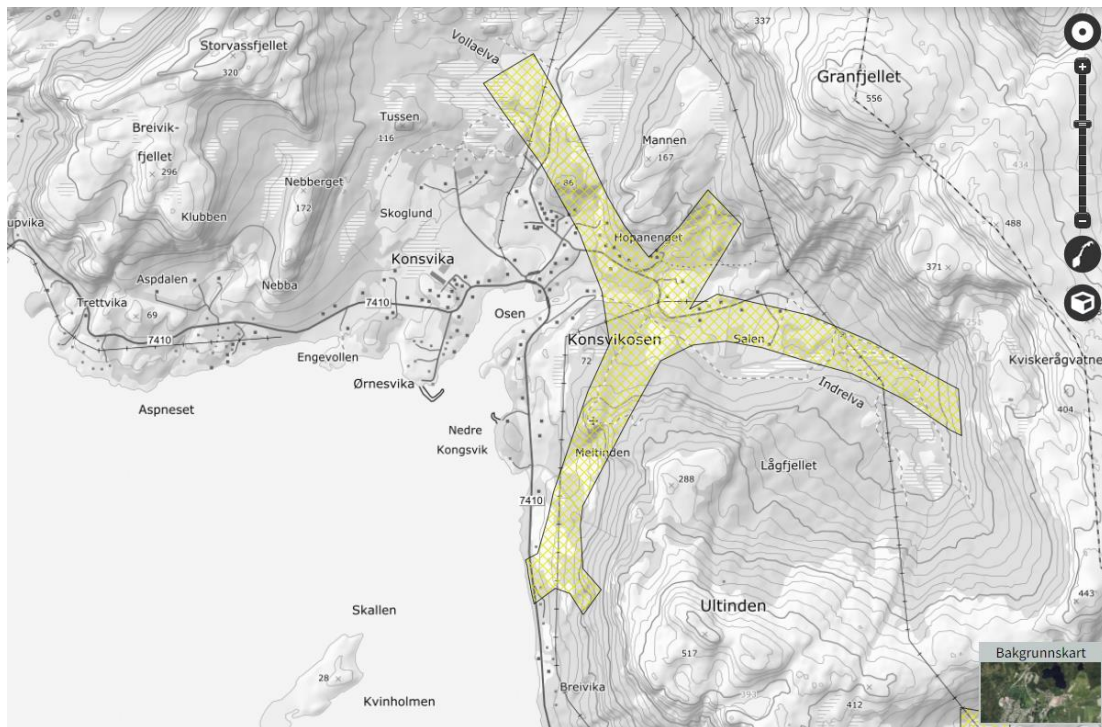 337
Vollaelva
Storvassfjellet
320
Granfjellet
556
Tussen
116
Breivik-
fjellet
296
Mannen
167
434
Nebberget
172
86
Klubben
Skoglund
488
upvika
Hopanenget
Konsvika
371
Aspdalen
Nebba
Trettvika
69
7410
7410
Osen
Konsvikosen
Salen
253
Engevollen
72
Kviskerågvatne
Ørnesvika
Indrelva
Aspneset
404
Nedre
Kongsvik
Meltinden
Lågfjellet
288
7410
443
Skallen
Ultinden
517
Bakgrunnskart
28
Kvinholmen
Breivika
393
412